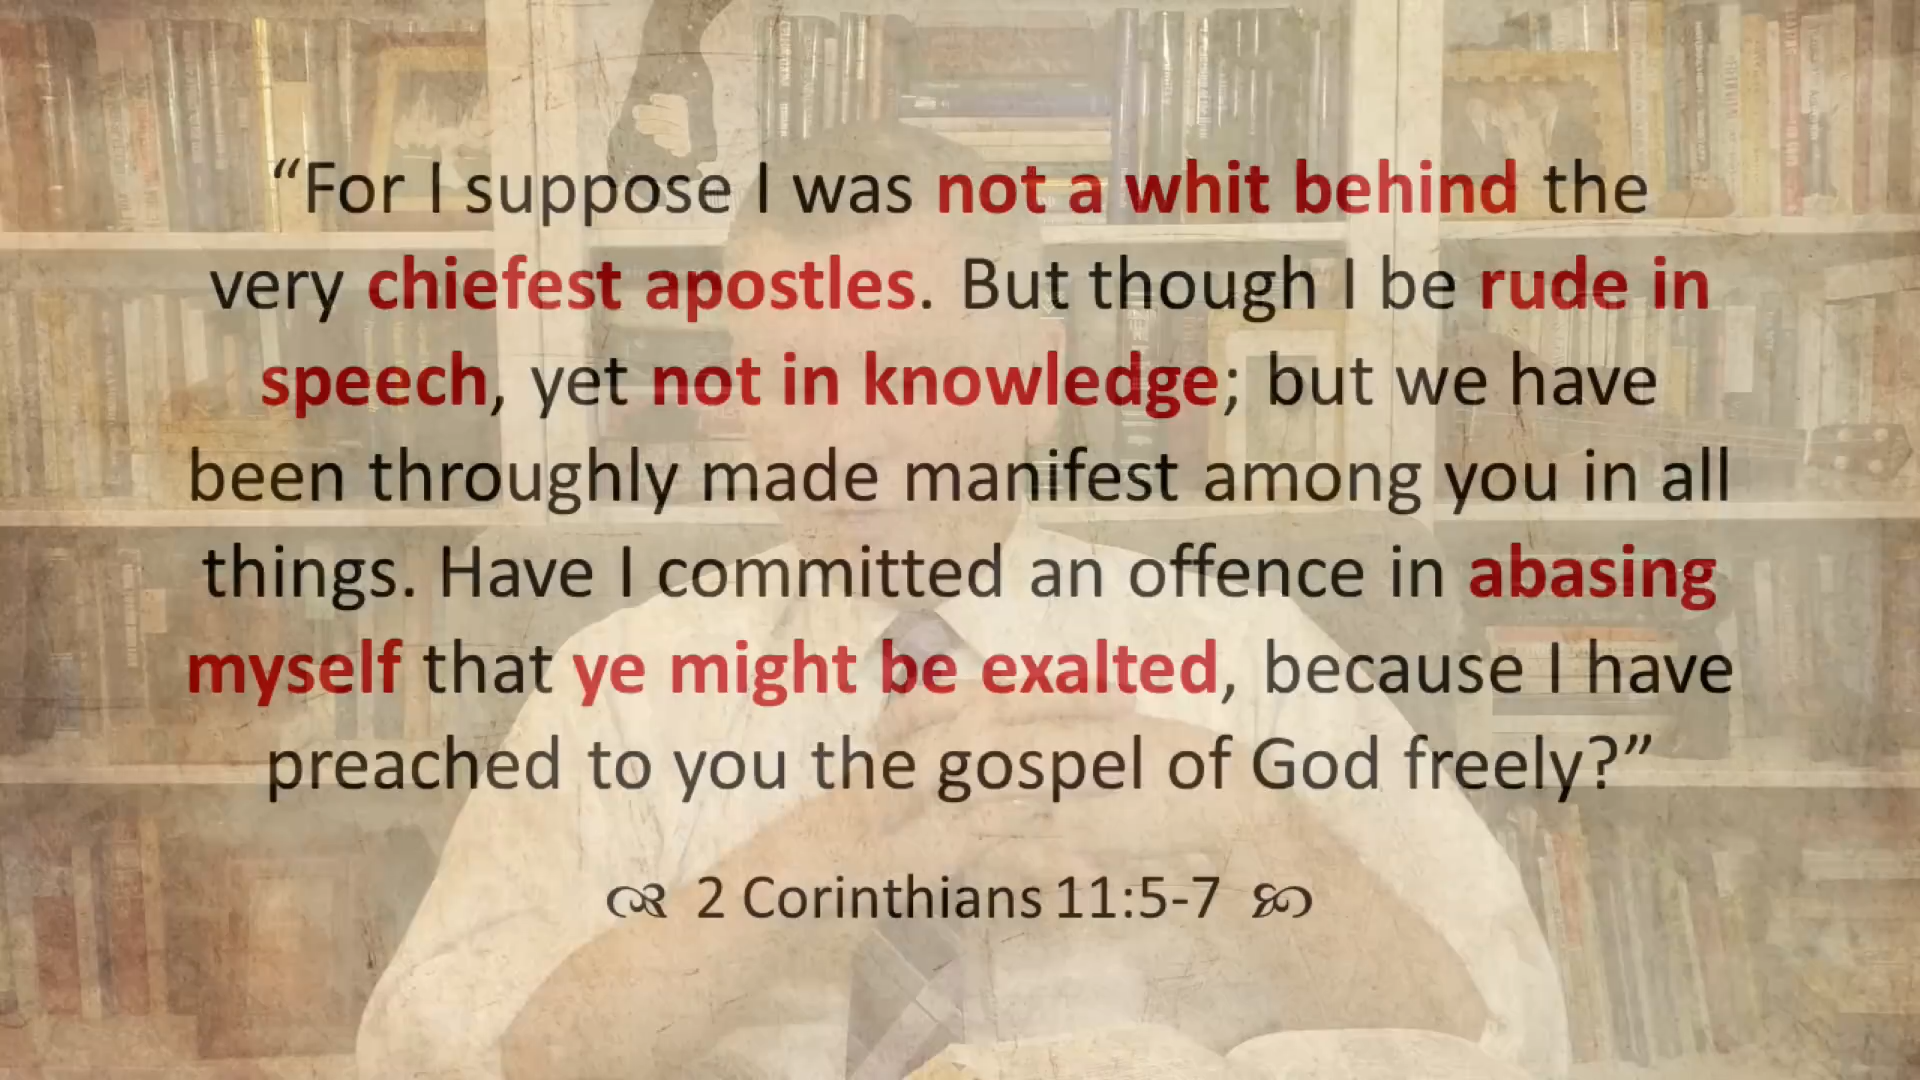 “For I suppose I was not a whit behind the
very chiefest apostles. But though I be rude in
speech, yet not in knowledge; but we have
been throughly made manifest among you in all
things. Have I committed an offence in abasing
myself that ye might be exalted, because I have
preached to you the gospel of God freely?”
2 Corinthians 11:5-7